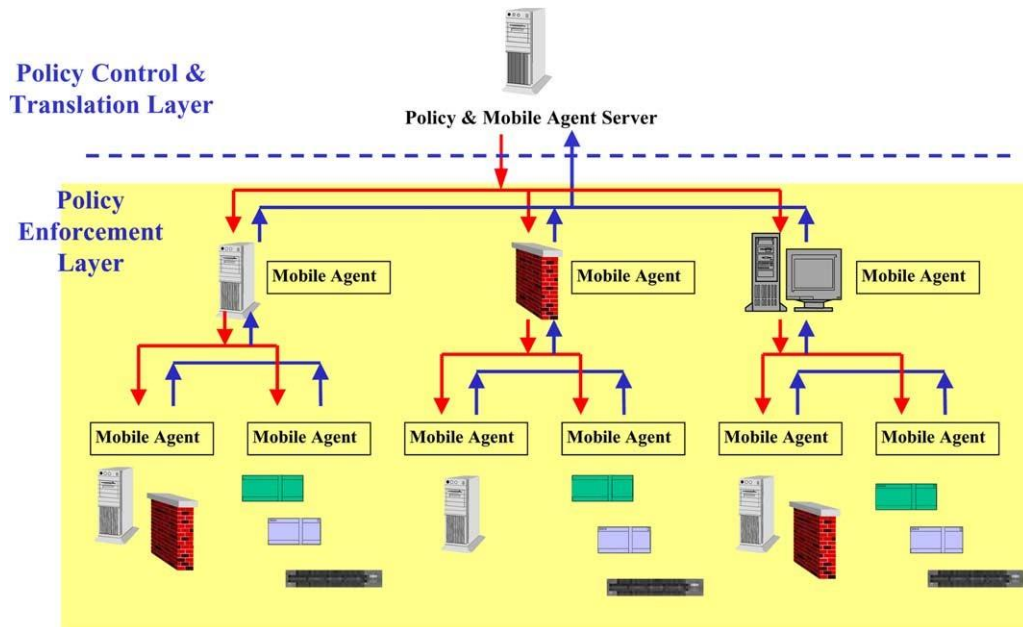 Policy Control &
Translation Layer
Policy & Mobile Agent Server
Policy
Enforcement
Layer
Mobile Agent
Mobile Agent
Mobile Agent
Mobile Agent
Mobile Agent
Mobile Agent
Mobile Agent
Mobile Agent
Mobile Agent